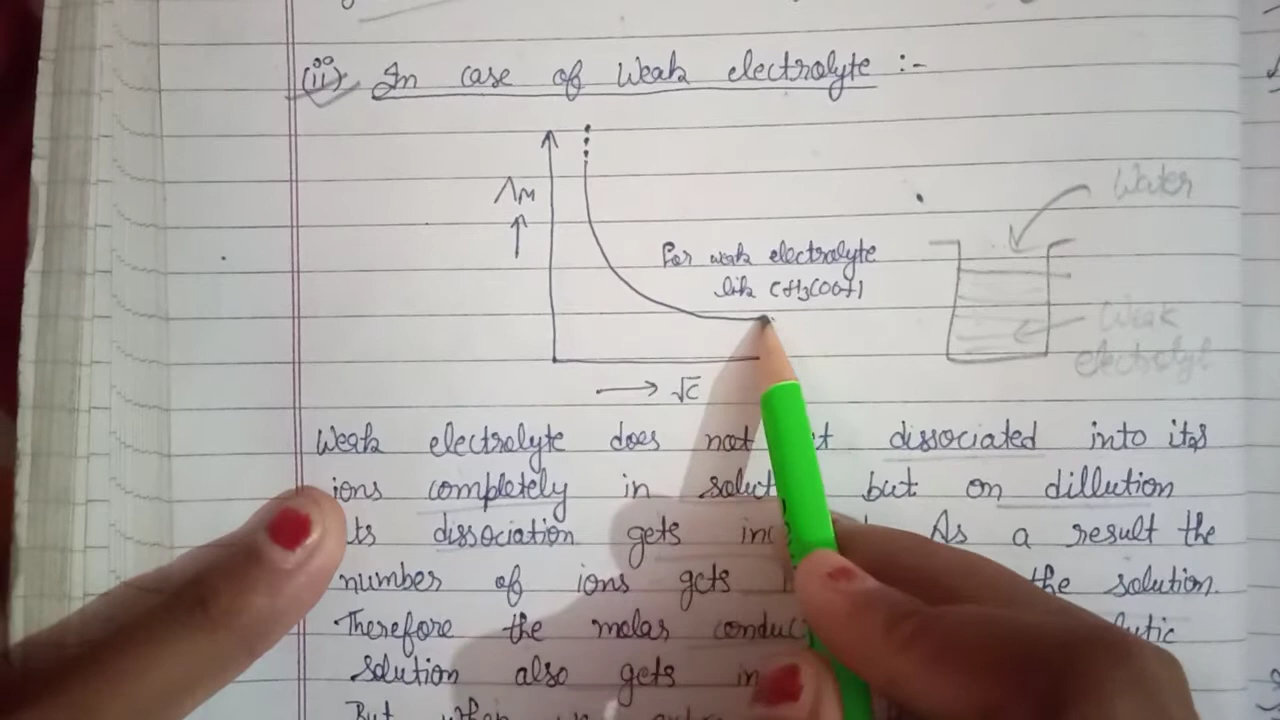 (ii) In case of Weak electrolyte :-
Λm
For weak electrolyte
like CH3COOH
Water
Weak
electrolyt
→ √C
Weak electrolyte does not dissociated into its
ions completely in but on dillution
dissociation gets As a result the
number of ions gets the solution.
Therefore the molar
solution also gets